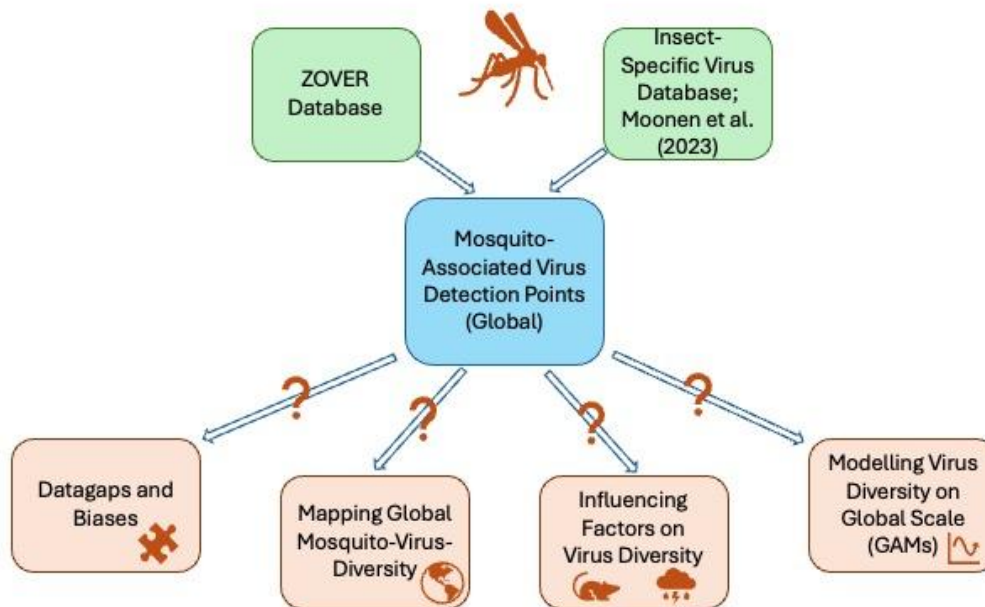 ZOVER
Database
Insect-
Specific Virus
Database;
Moonen et al.
(2023)
Mosquito-
Associated Virus
Detection Points
(Global)
?
?
?
?
Datagaps and
Biases
Mapping Global
Mosquito-Virus-
Diversity
Influencing
Factors on
Virus Diversity
Modelling Virus
Diversity on
Global Scale
(GAMs)